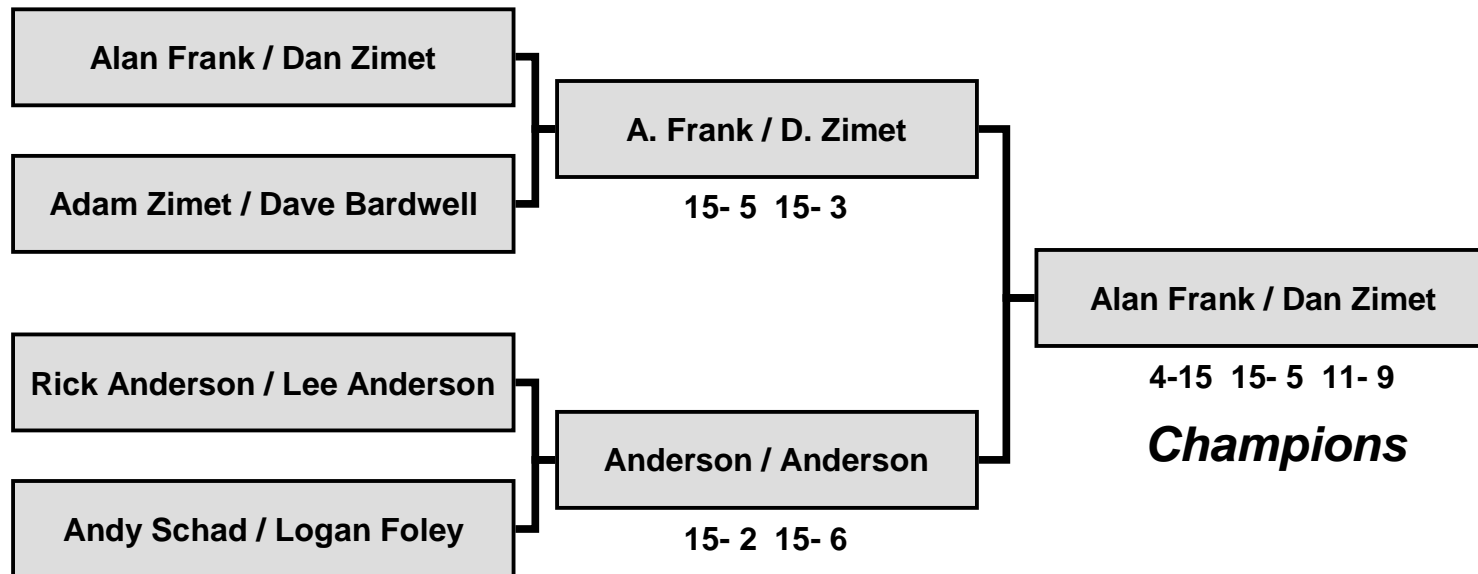 Alan Frank / Dan Zimet
Adam Zimet / Dave Bardwell
A. Frank / D. Zimet
15- 5  15- 3
Rick Anderson / Lee Anderson
Andy Schad / Logan Foley
Anderson / Anderson
15- 2  15- 6
Alan Frank / Dan Zimet
4-15  15- 5  11- 9
Champions